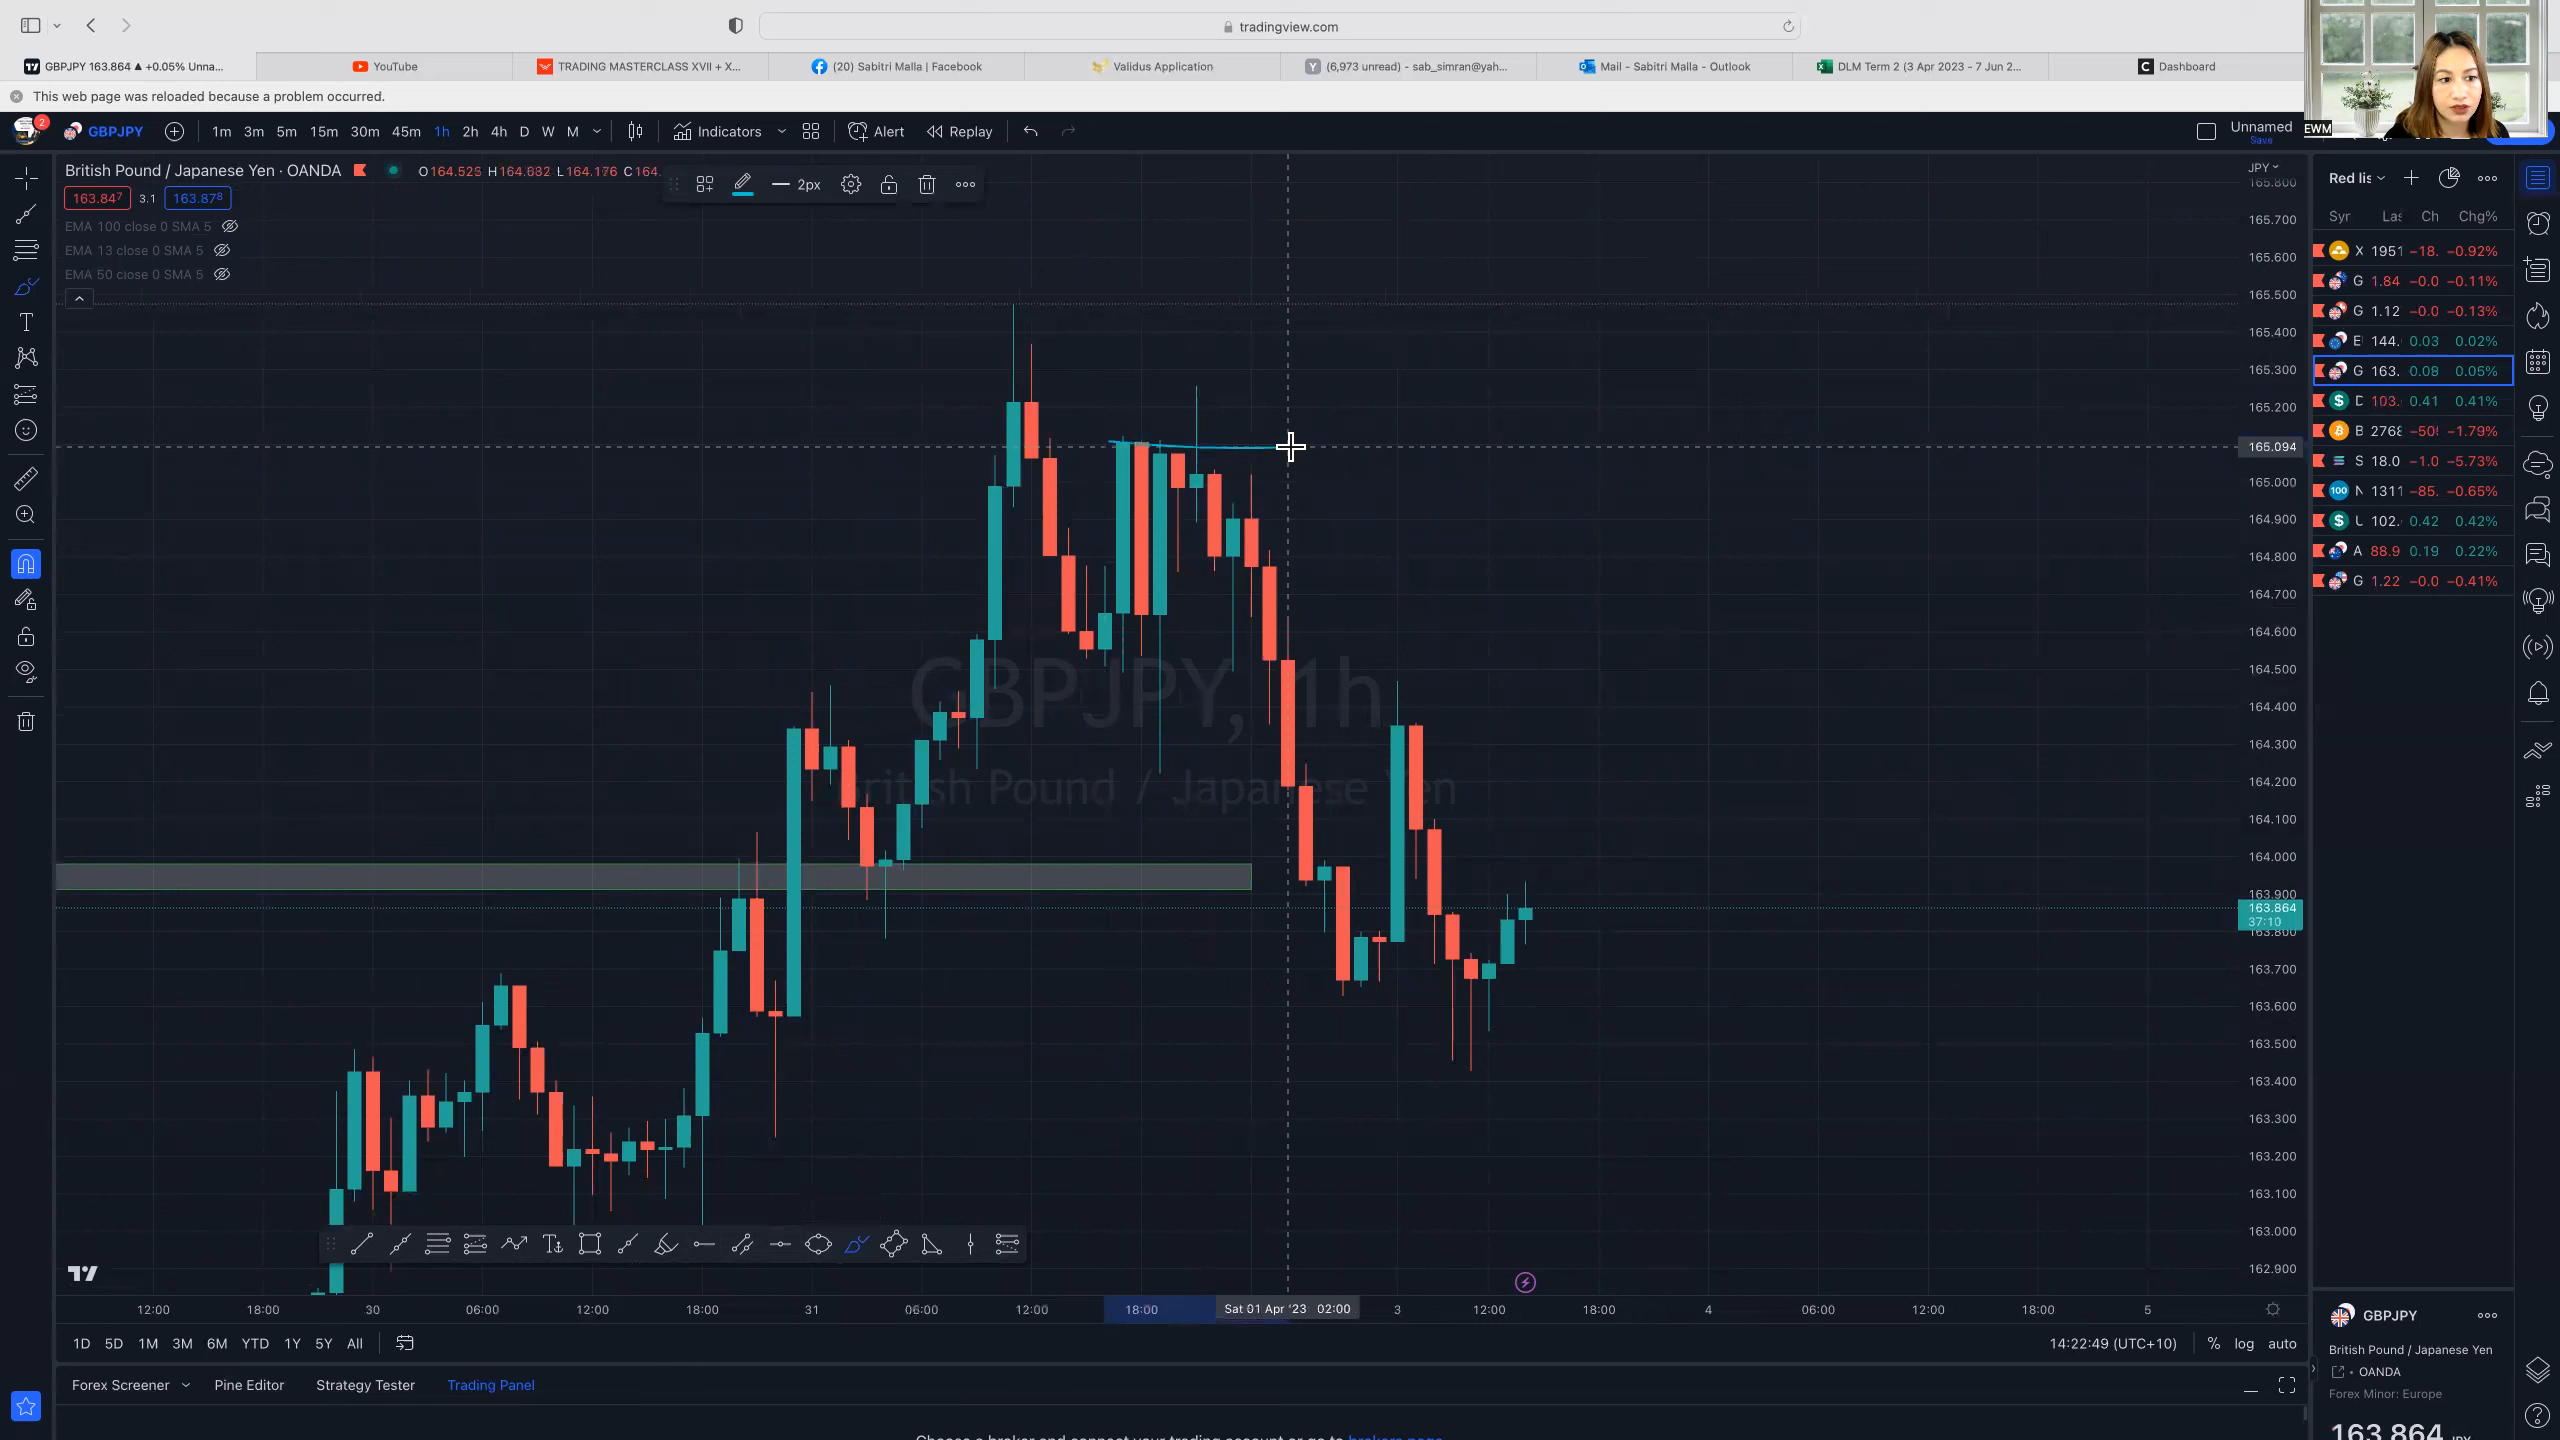 tradingview.com
GBPJPY 163.864 ▲ +0.05% Unna...
YouTube
TRADING MASTERCLASS XVII + X...
(20) Sabitri Malla | Facebook
Validus Application
(6,973 unread) - sab_simran@yah...
Mail - Sabitri Malla - Outlook
DLM Term 2 (3 Apr 2023 - 7 Jun 2...
Dashboard
This web page was reloaded because a problem occurred.
EWM
2
GBPJPY
1m 3m 5m 15m 30m 45m 1h 2h 4h D W M
Indicators
Alert
Replay
Unnamed
Save
British Pound / Japanese Yen · OANDA
O164.525 H164.632 L164.176 C164.
2px
163.847 3.1 163.878
EMA 100 close 0 SMA 5
EMA 13 close 0 SMA 5
EMA 50 close 0 SMA 5
GBPJPY, 1h
British Pound / Japanese Yen
JPY
165.800
165.700
165.600
165.500
165.400
165.300
165.200
165.094
165.000
164.900
164.800
164.700
164.600
164.500
164.400
164.300
164.200
164.100
164.000
163.900
163.864
37:10
163.800
163.700
163.600
163.500
163.400
163.300
163.200
163.100
163.000
162.900
Red lis
Syr Las Ch Chg%
X 1951 −18. −0.92%
G 1.84 −0.0 −0.11%
G 1.12 −0.0 −0.13%
E 144. 0.03 0.02%
G 163. 0.08 0.05%
D 103. 0.41 0.41%
B 2768 −505 −1.79%
S 18.0 −1.0 −5.73%
N 1311 −85. −0.65%
U 102. 0.42 0.42%
A 88.9 0.19 0.22%
G 1.22 −0.0 −0.41%
12:00 18:00 30 06:00 12:00 18:00 31 06:00 12:00 18:00 Sat 01 Apr '23 02:00 3 12:00 18:00 4 06:00 12:00 18:00 5
1D 5D 1M 3M 6M YTD 1Y 5Y All
14:22:49 (UTC+10) % log auto
Forex Screener Pine Editor Strategy Tester Trading Panel
GBPJPY
British Pound / Japanese Yen
OANDA
Forex Minor: Europe
163.864 JPY